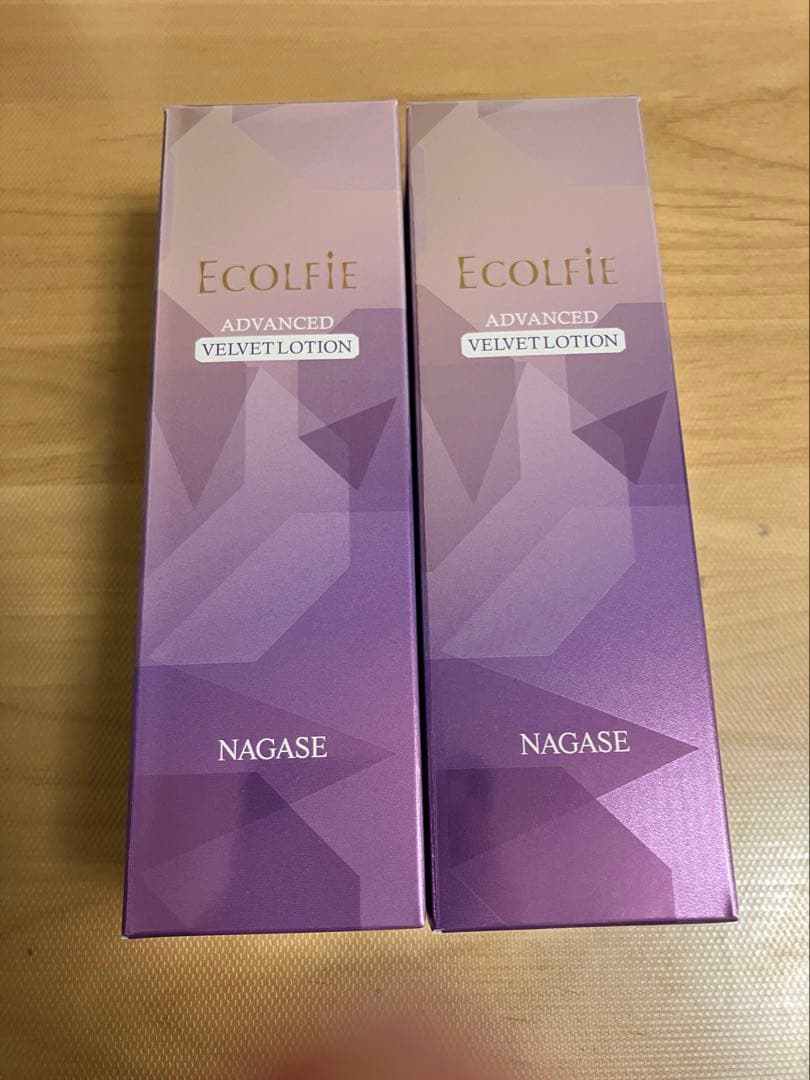 ECOLFiE
ADVANCED
VELVET LOTION
NAGASE
ECOLFiE
ADVANCED
VELVET LOTION
NAGASE